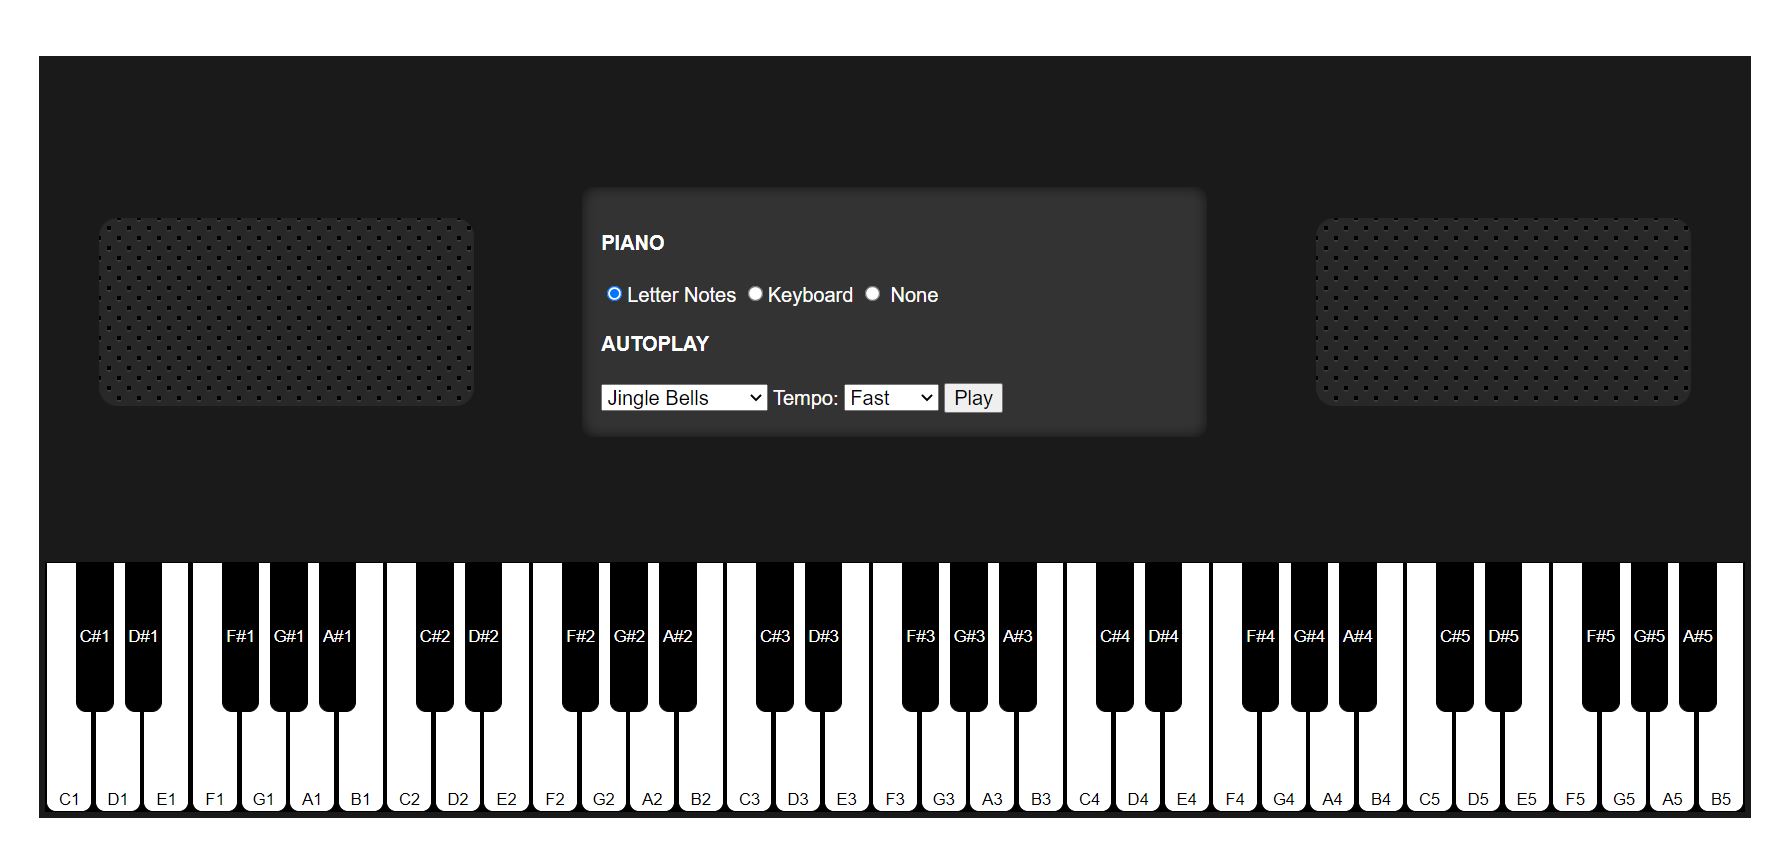 PIANO
Letter Notes Keyboard None
AUTOPLAY
Jingle Bells Tempo: Fast Play
C#1 D#1 F#1 G#1 A#1 C#2 D#2 F#2 G#2 A#2 C#3 D#3 F#3 G#3 A#3 C#4 D#4 F#4 G#4 A#4 C#5 D#5 F#5 G#5 A#5
C1 D1 E1 F1 G1 A1 B1 C2 D2 E2 F2 G2 A2 B2 C3 D3 E3 F3 G3 A3 B3 C4 D4 E4 F4 G4 A4 B4 C5 D5 E5 F5 G5 A5 B5